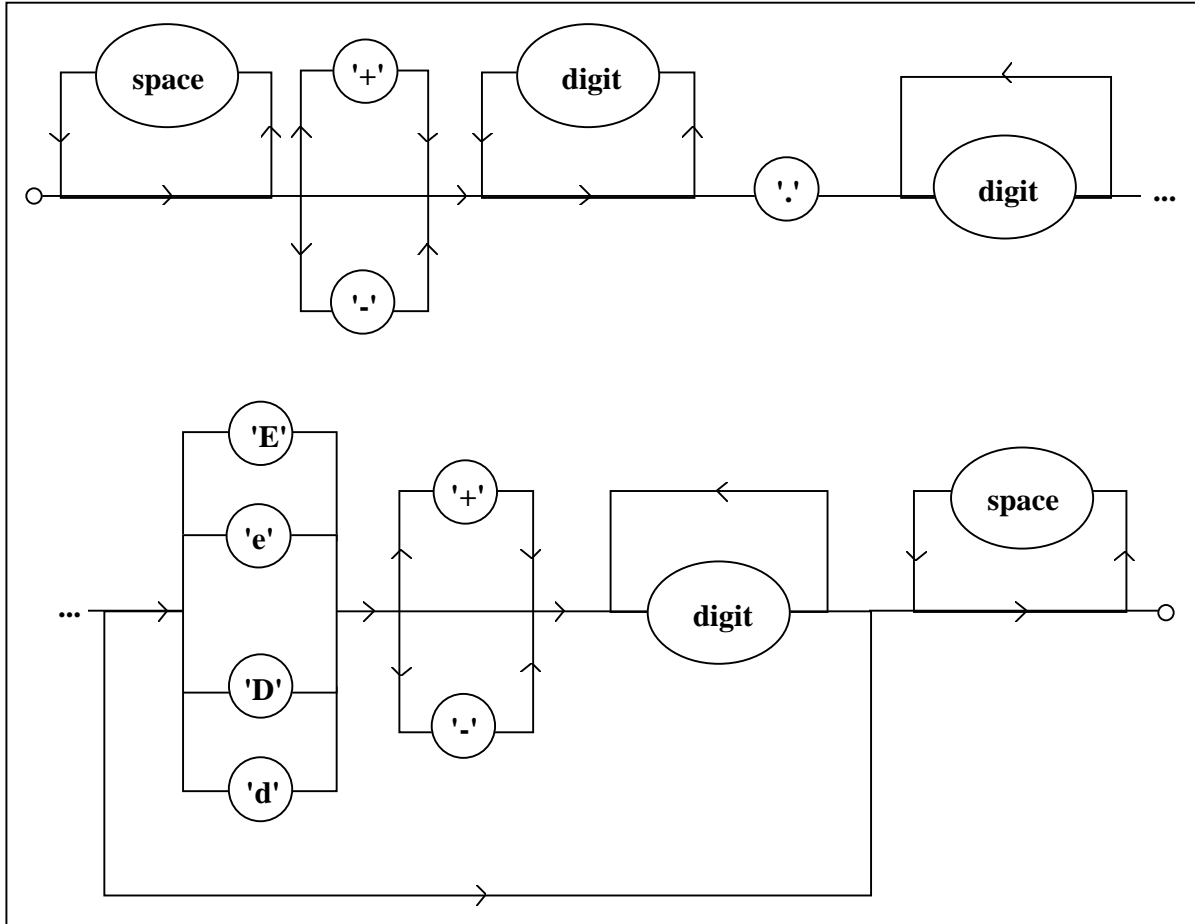 space '+' digit
'.' digit ...
'-'
'E'
'+' space
'e'
... digit
'D' '-'
'd'